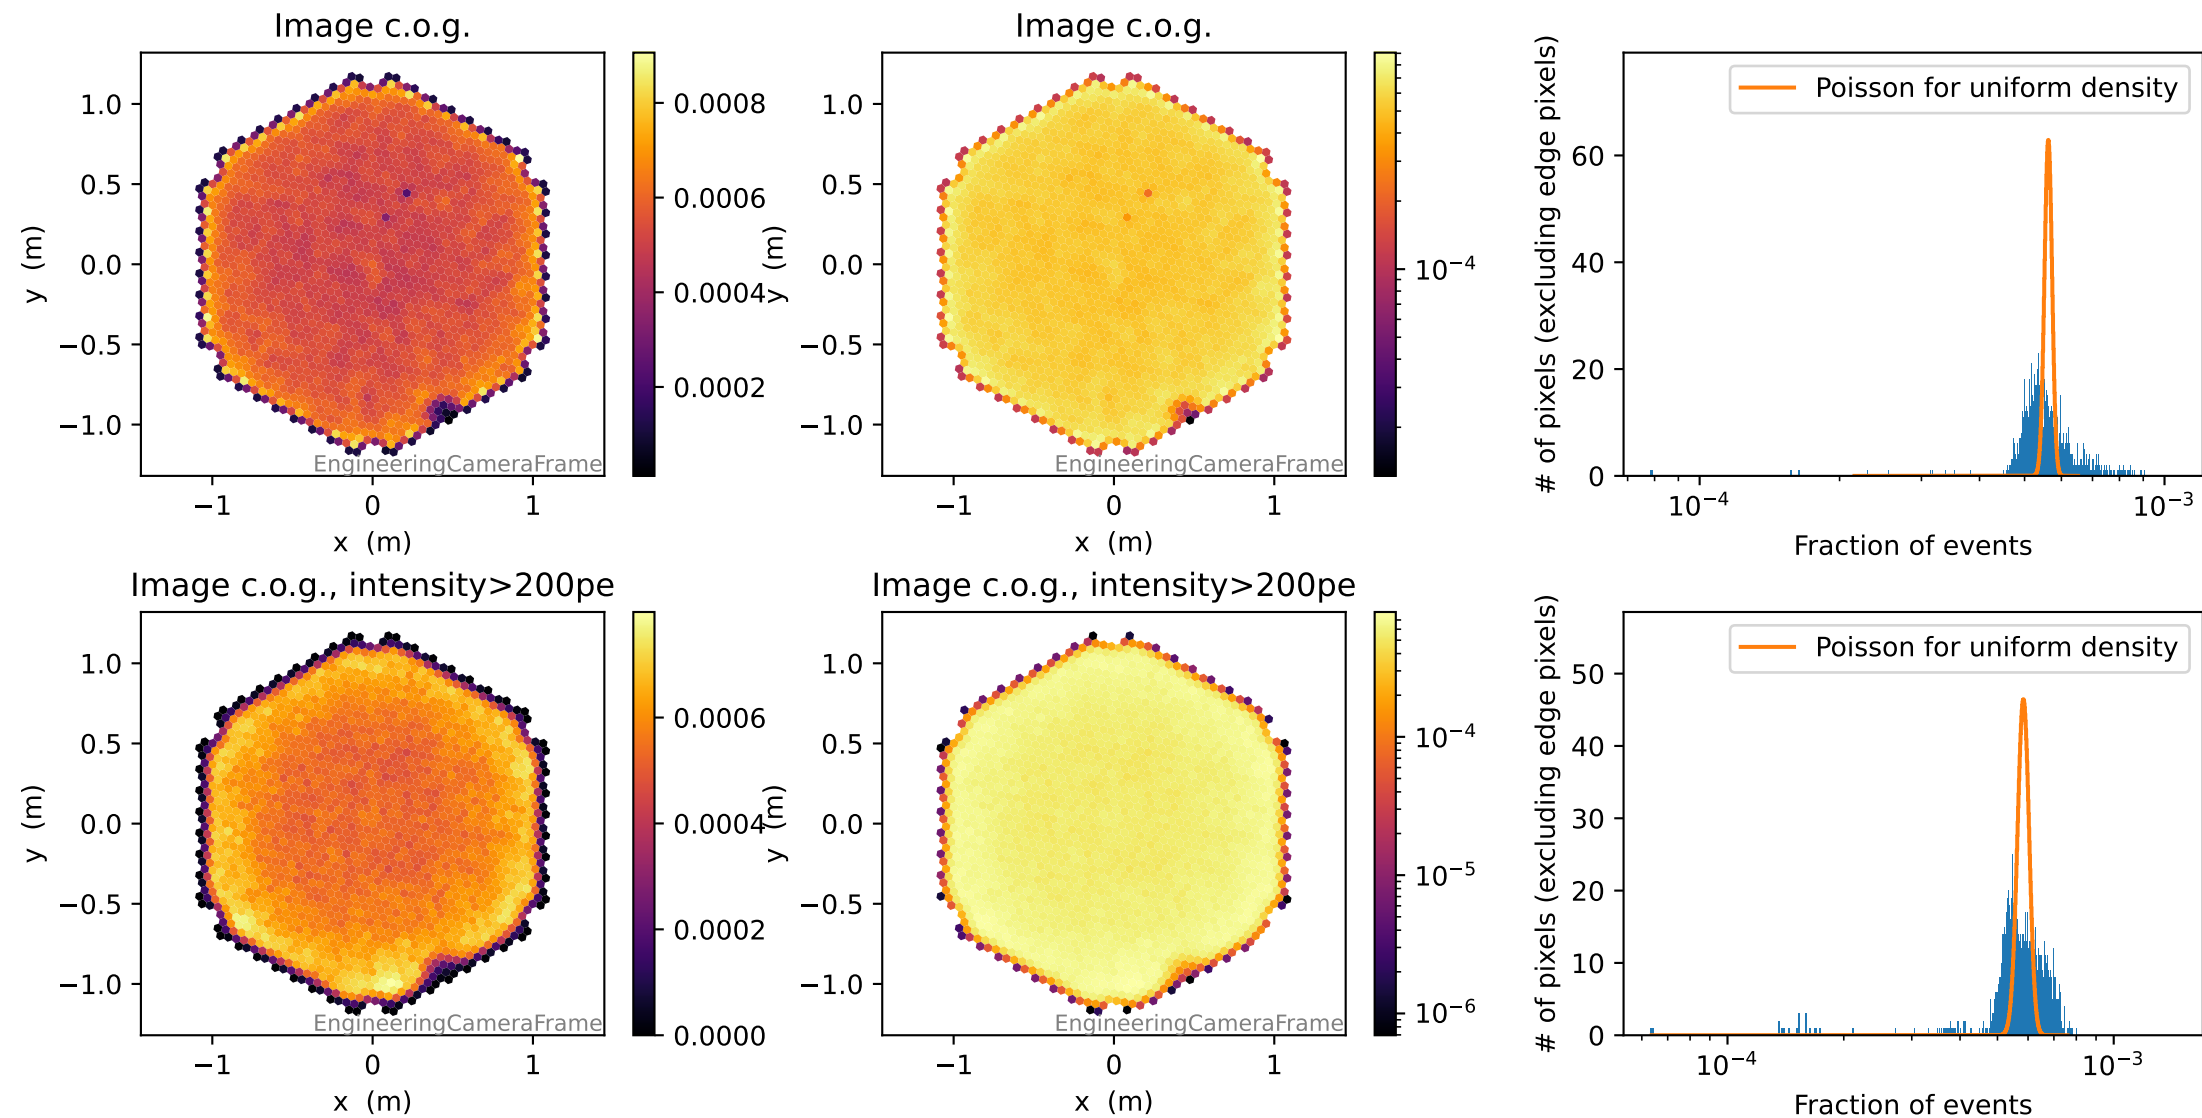 Image c.o.g.
1.0
0.5
0.0
−0.5
−1.0
y (m)
−1
0
1
x (m)
EngineeringCameraFrame
0.0008
0.0006
0.0004
0.0002
Image c.o.g.
1.0
0.5
0.0
−0.5
−1.0
y (m)
−1
0
1
x (m)
EngineeringCameraFrame
10⁻⁴
# of pixels (excluding edge pixels)
60
40
20
0
Poisson for uniform density
10⁻⁴
10⁻³
Fraction of events
Image c.o.g., intensity>200pe
1.0
0.5
0.0
−0.5
−1.0
y (m)
−1
0
1
x (m)
EngineeringCameraFrame
0.0006
0.0004
0.0002
0.0000
Image c.o.g., intensity>200pe
1.0
0.5
0.0
−0.5
−1.0
y (m)
−1
0
1
x (m)
EngineeringCameraFrame
10⁻⁴
10⁻⁵
10⁻⁶
# of pixels (excluding edge pixels)
50
40
30
20
10
0
Poisson for uniform density
10⁻⁴
10⁻³
Fraction of events